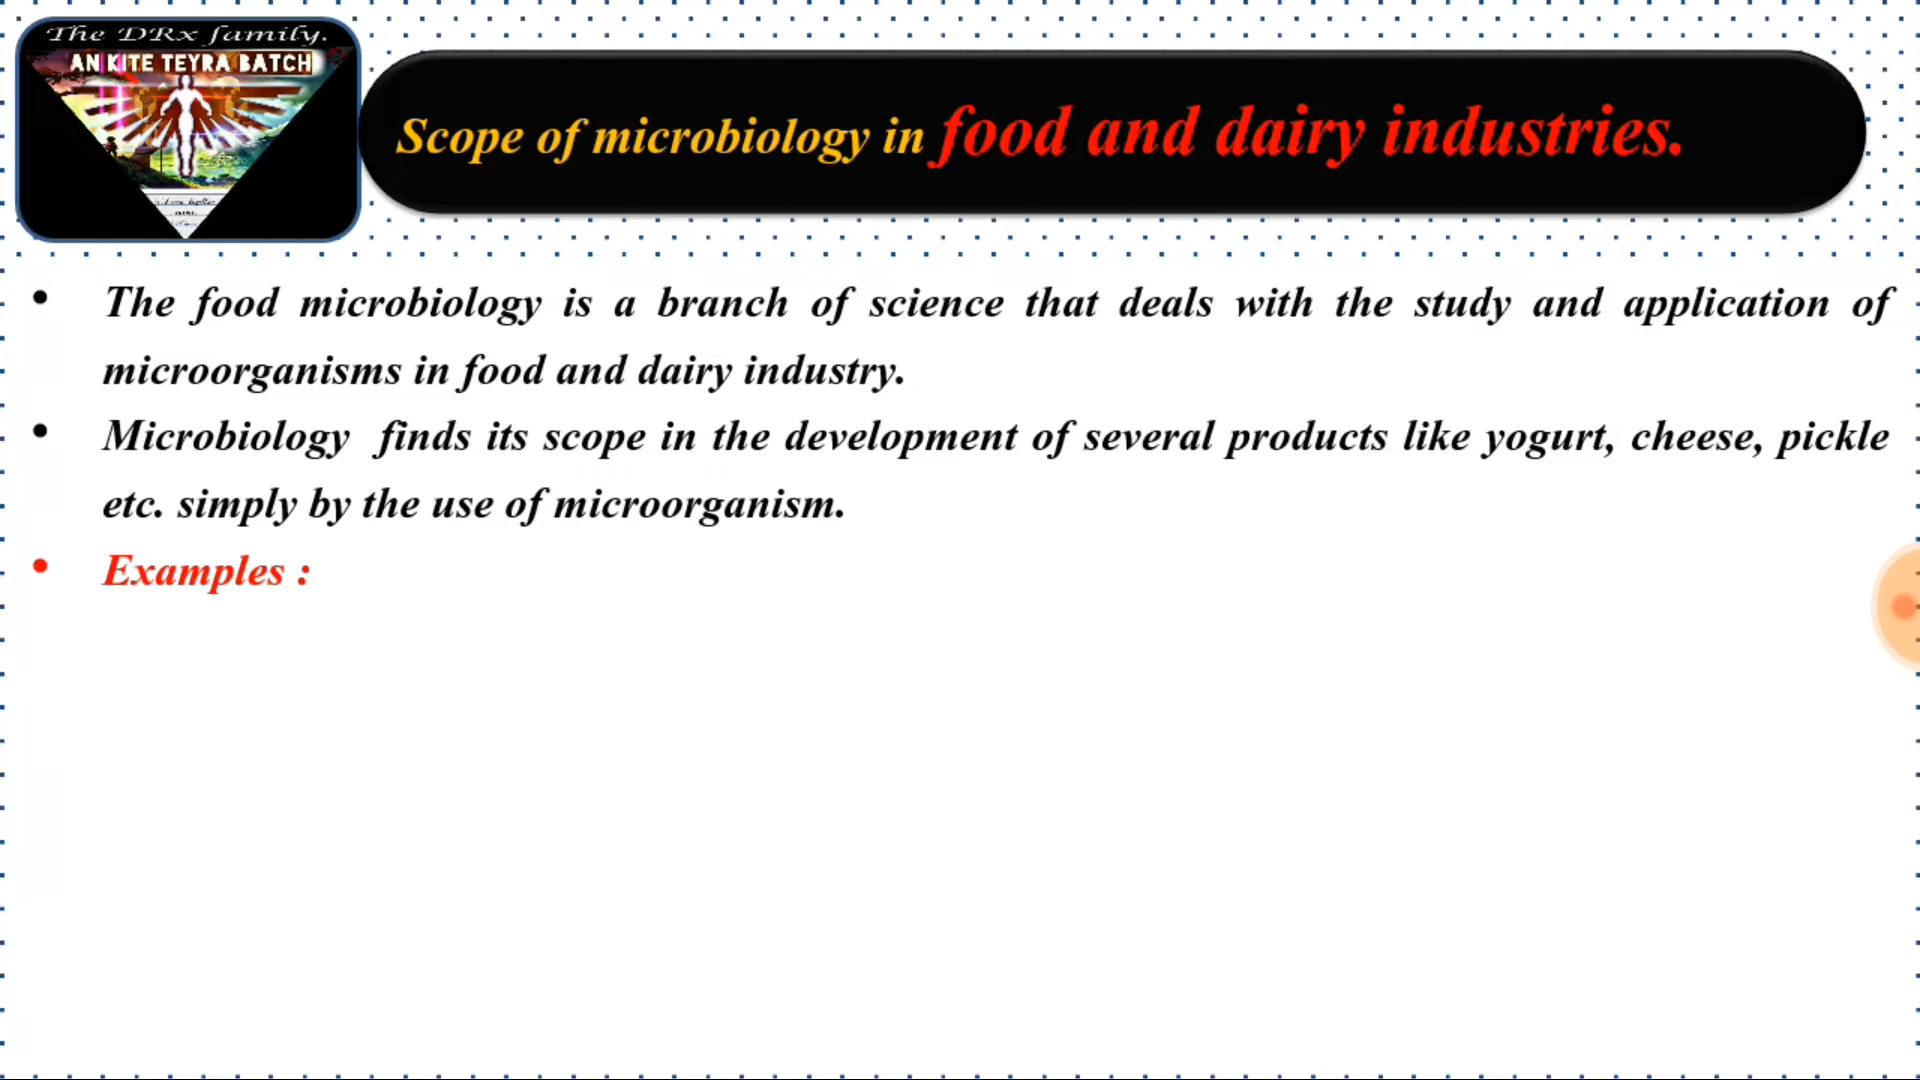 The DRx family.
AN KITE TEYRA BATCH
Scope of microbiology in food and dairy industries.
• The food microbiology is a branch of science that deals with the study and application of
microorganisms in food and dairy industry.
• Microbiology finds its scope in the development of several products like yogurt, cheese, pickle
etc. simply by the use of microorganism.
• Examples :